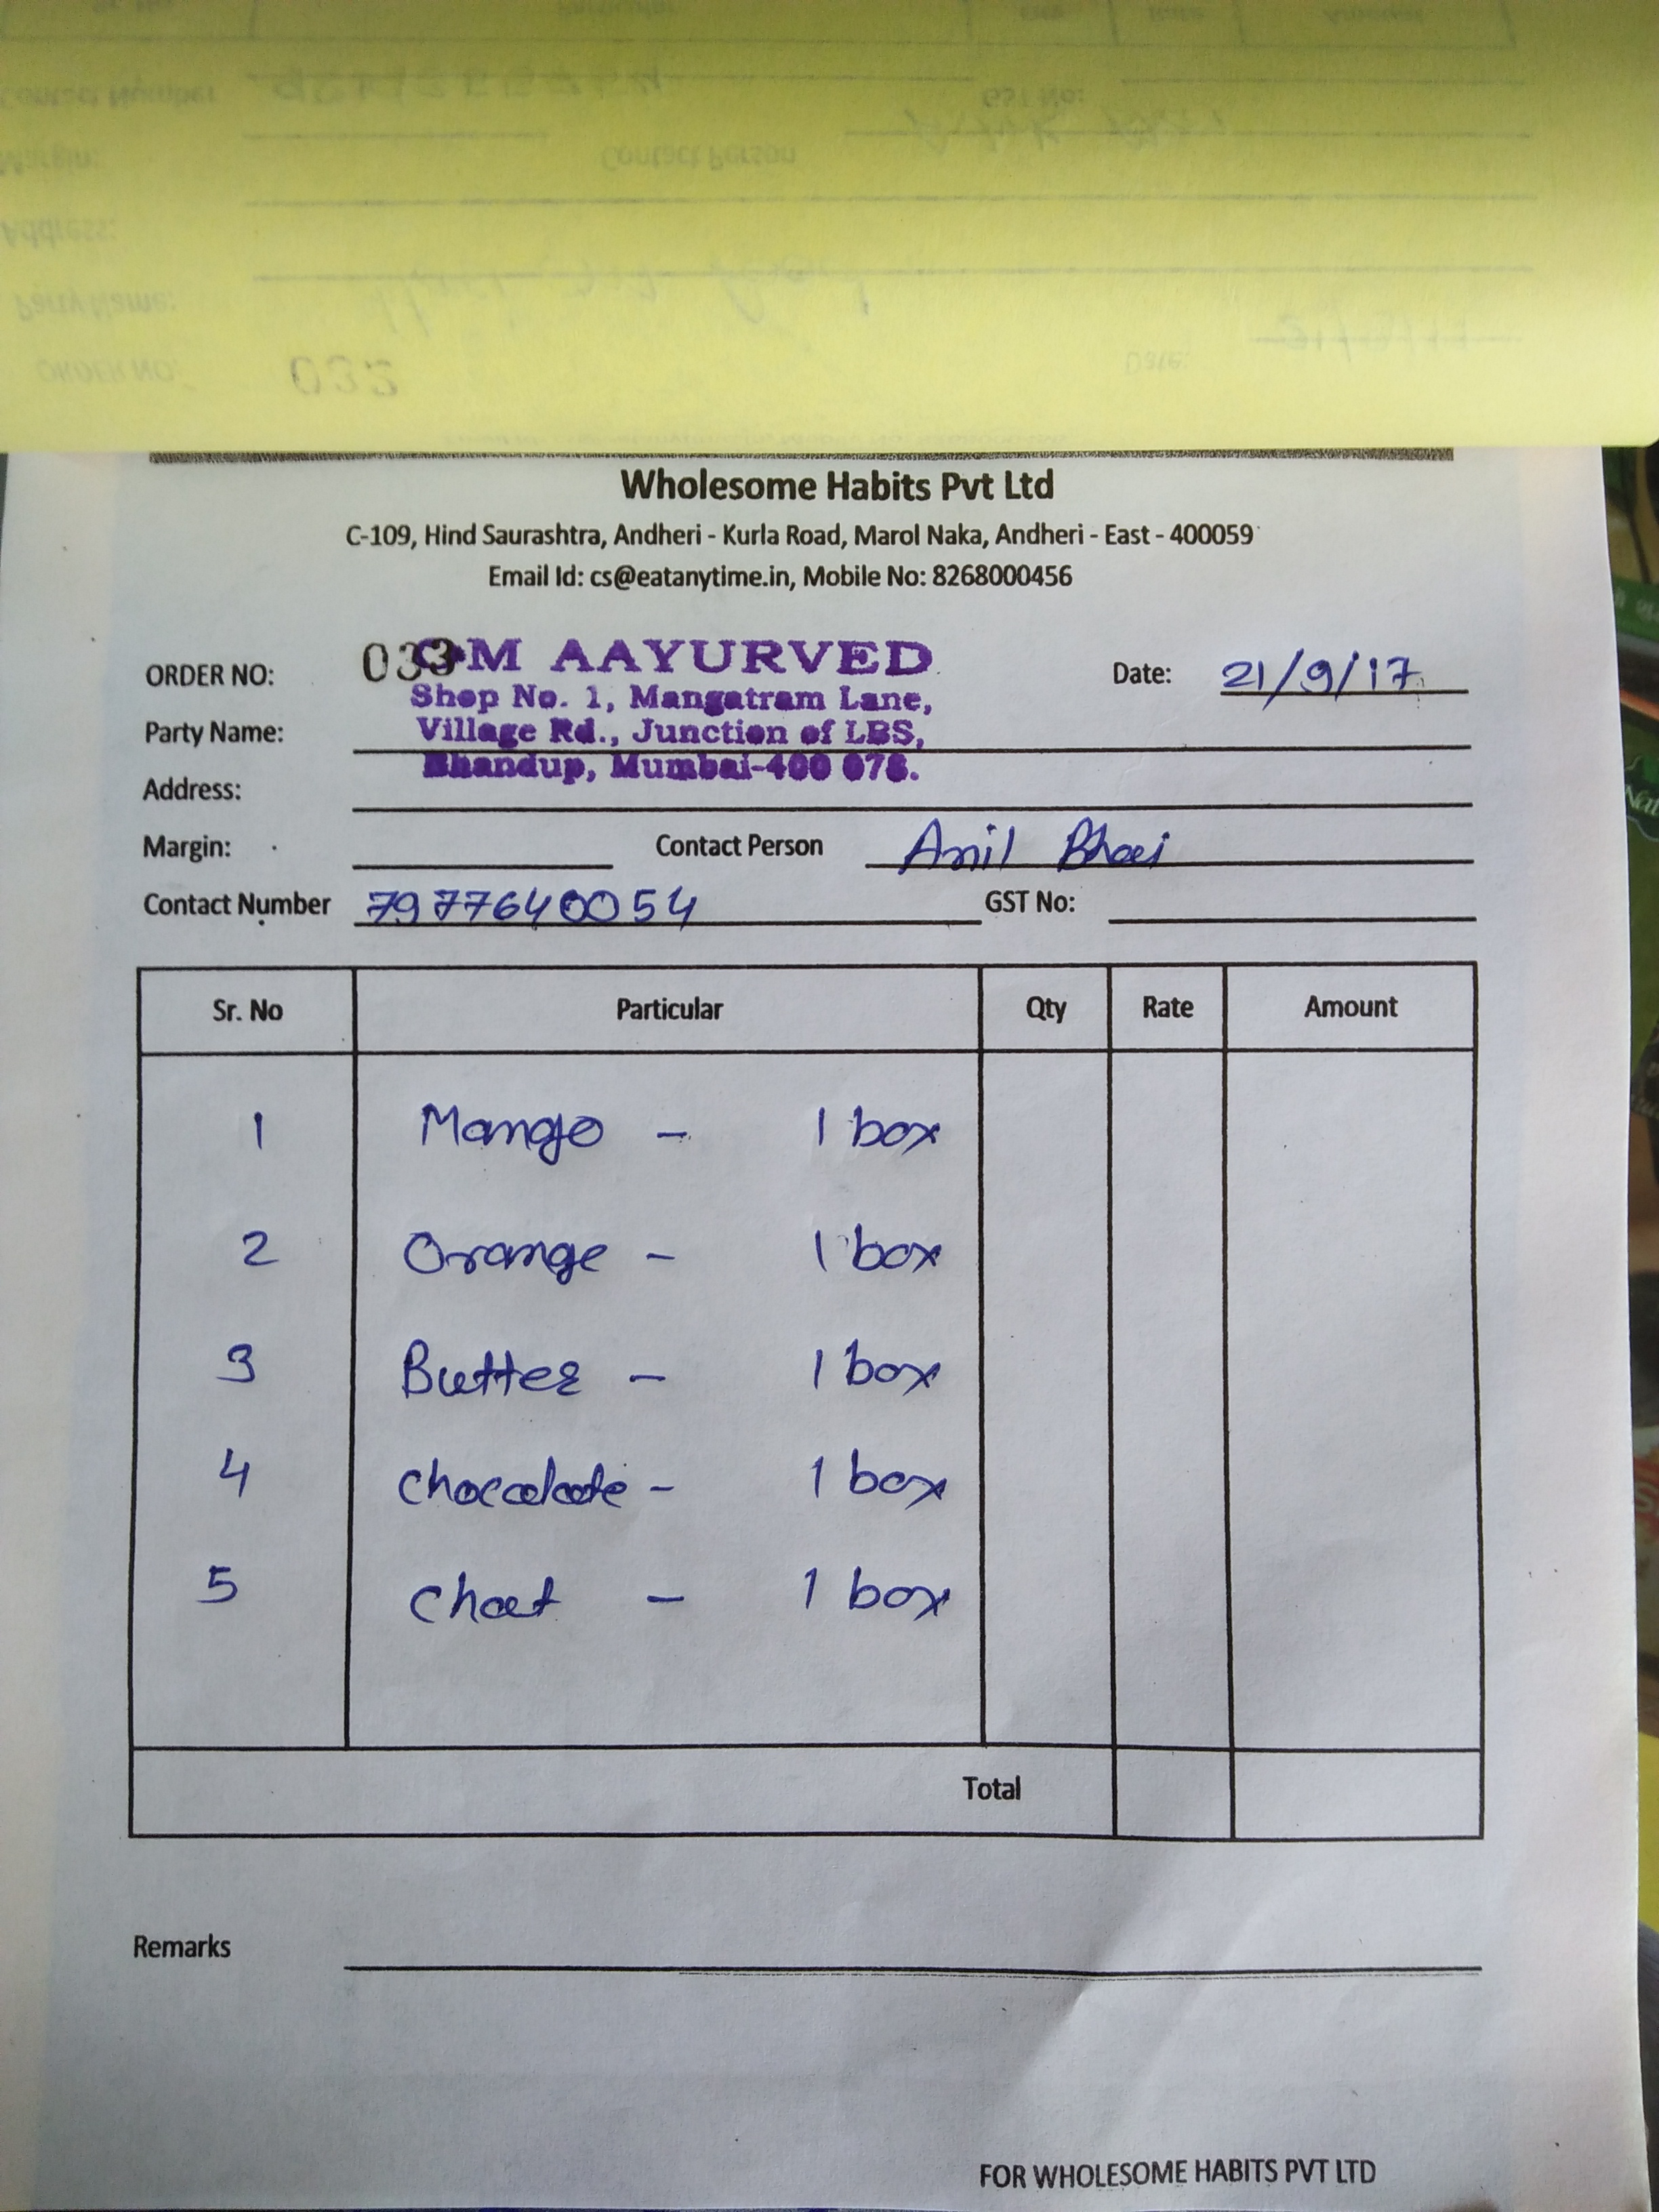 Wholesome Habits Pvt Ltd
C-109, Hind Saurashtra, Andheri - Kurla Road, Marol Naka, Andheri - East - 400059
Email Id: cs@eatanytime.in, Mobile No: 8268000456
ORDER NO: 033 OM AAYURVED Date: 21/9/17
Shop No. 1, Mangatram Lane,
Party Name: Village Rd., Junction of LBS,
Bhandup, Mumbai-400 078.
Address:
Margin: Contact Person Anil Bhai
Contact Number 7977640054 GST No:
Sr. No Particular Qty Rate Amount
1 Mango - 1 box
2 Orange - 1 box
3 Butter - 1 box
4 chocolate - 1 box
5 chaat - 1 box
Total
Remarks
FOR WHOLESOME HABITS PVT LTD